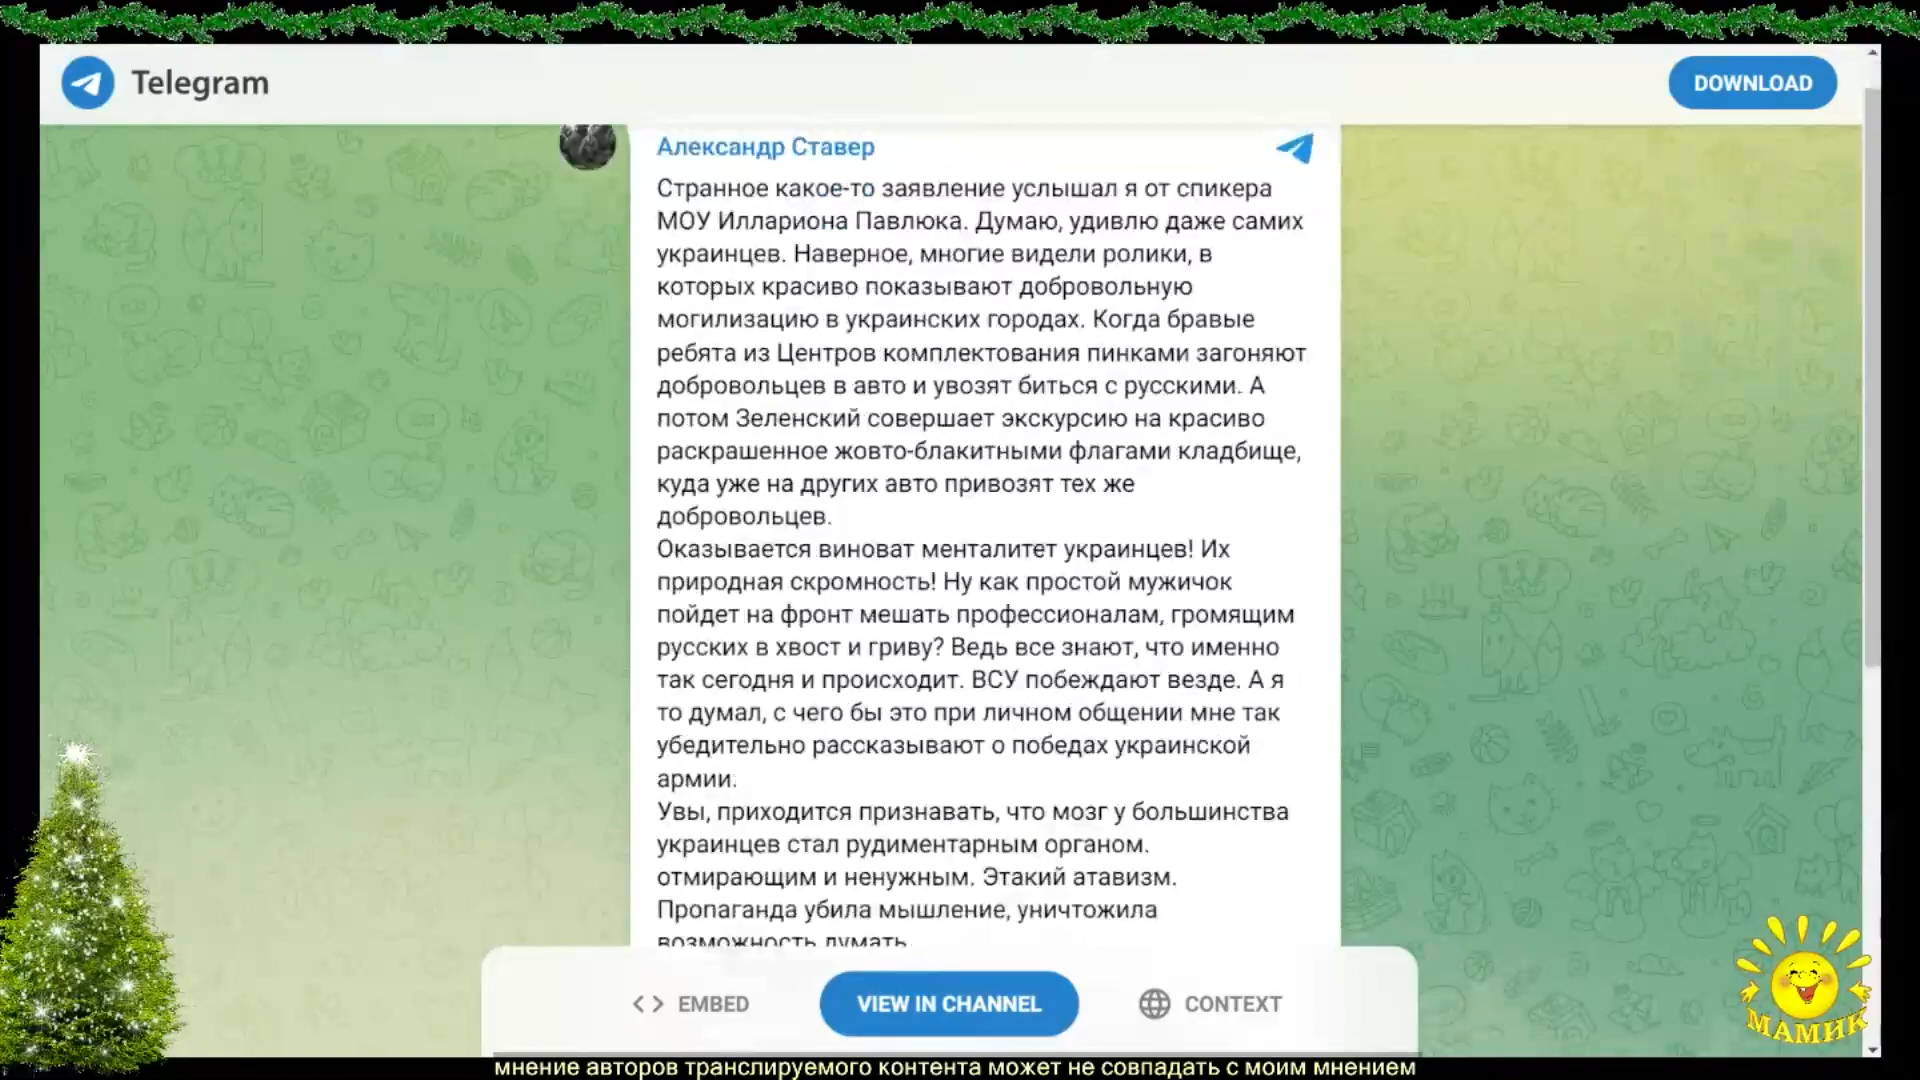 Telegram
DOWNLOAD
Александр Ставер
Странное какое-то заявление услышал я от спикера
МОУ Иллариона Павлюка. Думаю, удивлю даже самих
украинцев. Наверное, многие видели ролики, в
которых красиво показывают добровольную
могилизацию в украинских городах. Когда бравые
ребята из Центров комплектования пинками загоняют
добровольцев в авто и увозят биться с русскими. А
потом Зеленский совершает экскурсию на красиво
раскрашенное жовто-блакитными флагами кладбище,
куда уже на других авто привозят тех же
добровольцев.
Оказывается виноват менталитет украинцев! Их
природная скромность! Ну как простой мужичок
пойдет на фронт мешать профессионалам, громящим
русских в хвост и гриву? Ведь все знают, что именно
так сегодня и происходит. ВСУ побеждают везде. А я
то думал, с чего бы это при личном общении мне так
убедительно рассказывают о победах украинской
армии.
Увы, приходится признавать, что мозг у большинства
украинцев стал рудиментарным органом.
отмирающим и ненужным. Этакий атавизм.
Пропаганда убила мышление, уничтожила
возможность думать
EMBED
VIEW IN CHANNEL
CONTEXT
МАМИК
мнение авторов транслируемого контента может не совпадать с моим мнением